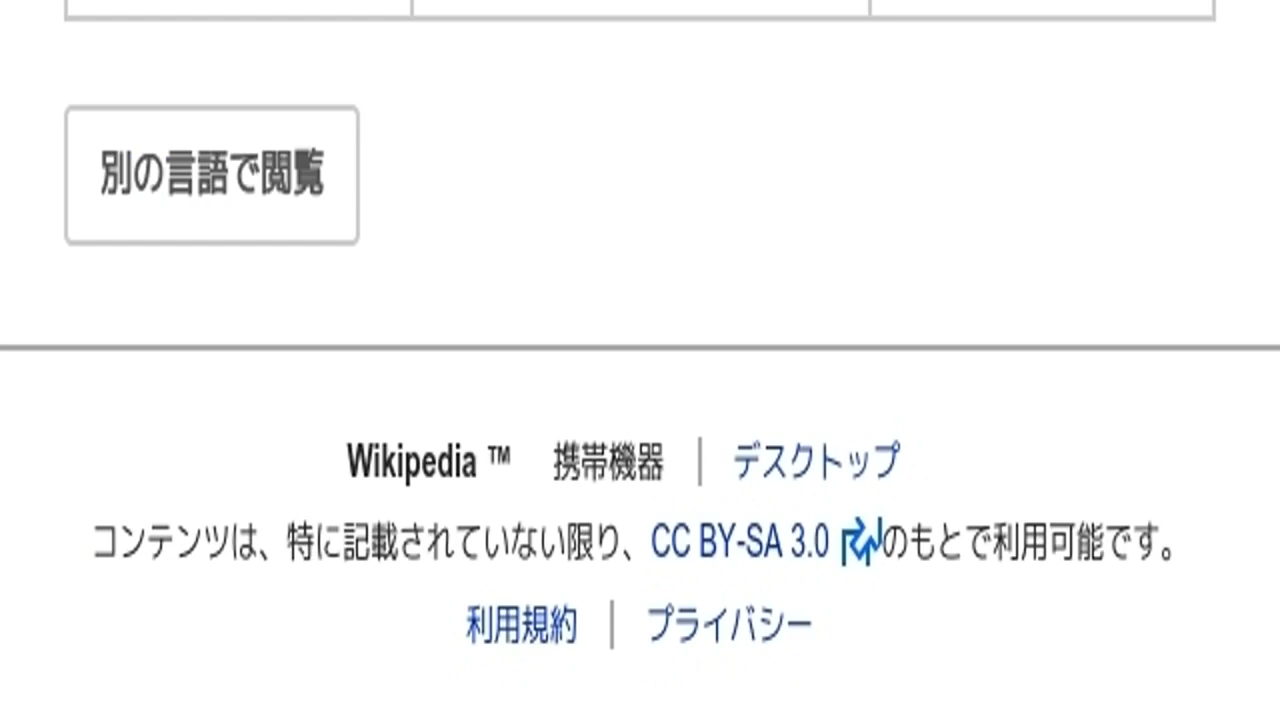 別の言語で閲覧
Wikipedia ™ 携帯機器 | デスクトップ
コンテンツは、特に記載されていない限り、CC BY-SA 3.0 のもとで利用可能です。
利用規約 | プライバシー